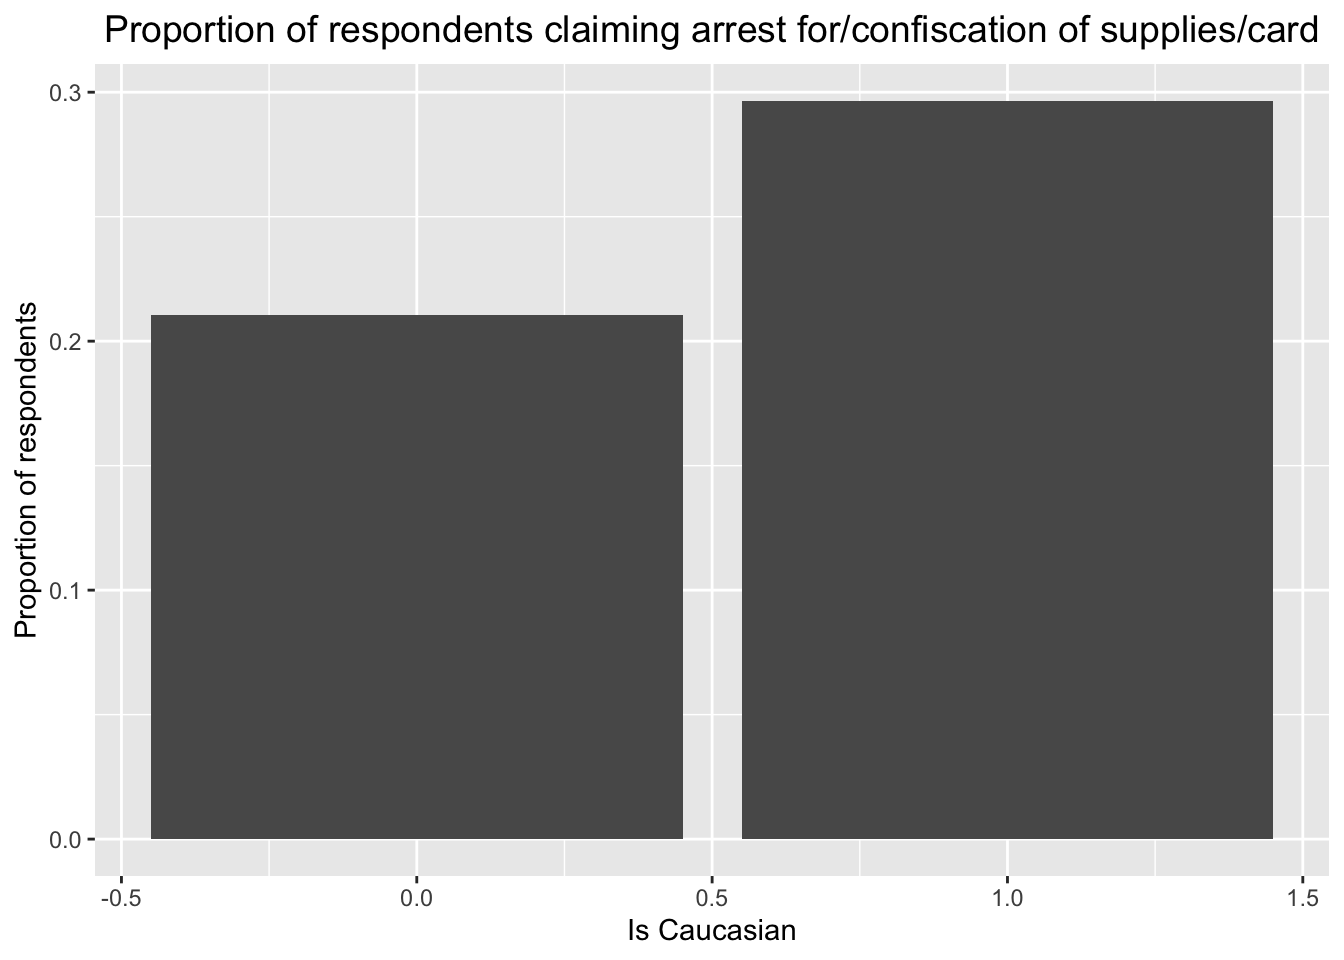 Proportion of respondents claiming arrest for/confiscation of supplies/card
Proportion of respondents
0.3
0.2
0.1
0.0
-0.5 0.0 0.5 1.0 1.5
Is Caucasian